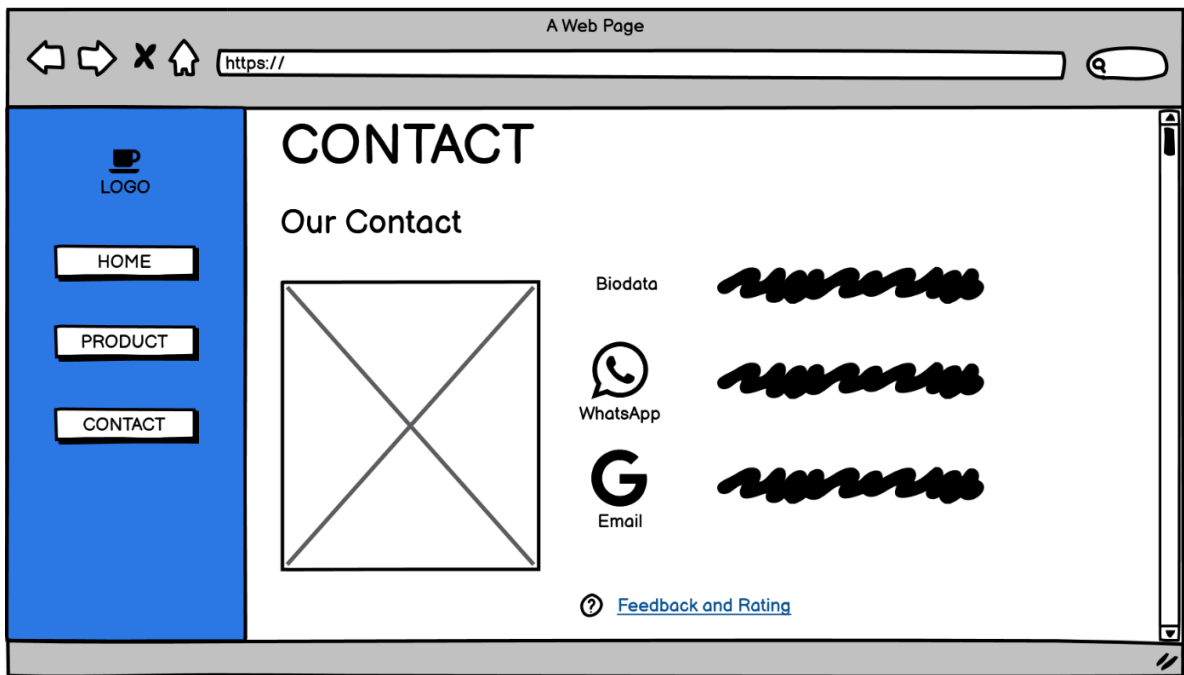 A Web Page
https://
LOGO
HOME
PRODUCT
CONTACT
CONTACT
Our Contact
Biodata
WhatsApp
Email
Feedback and Rating